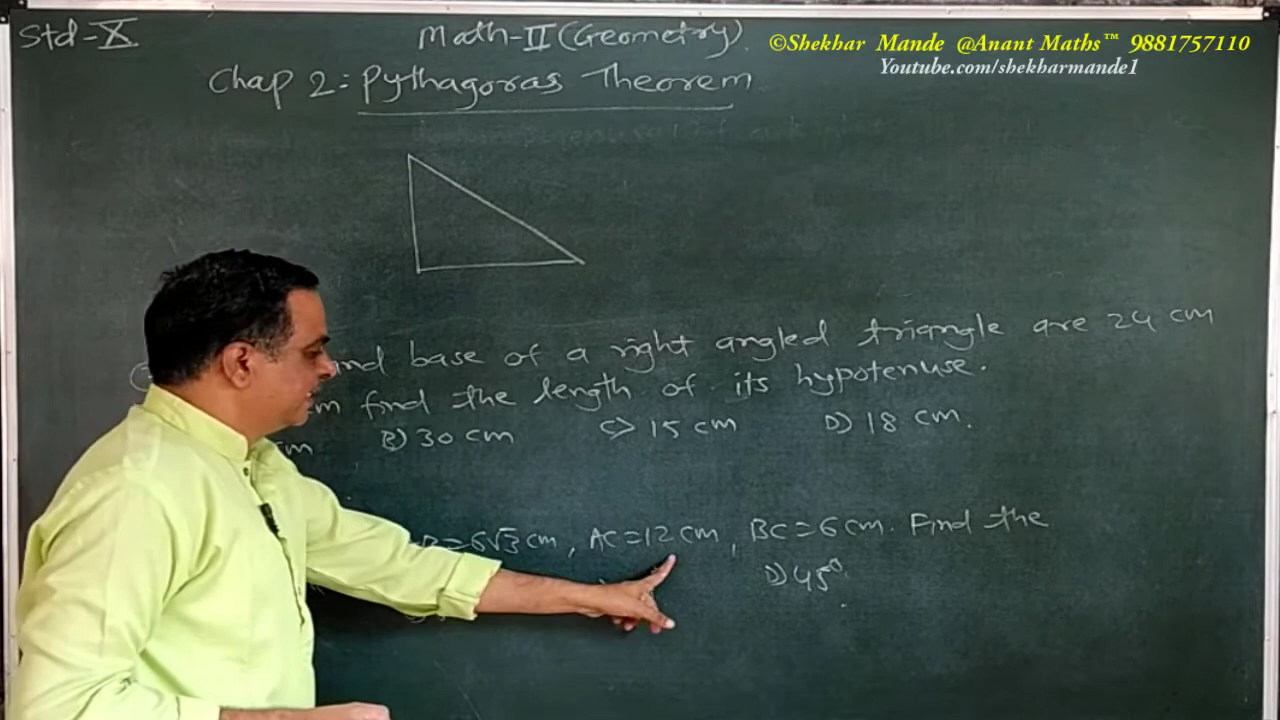 Std-X
Math-II (Geometry)
©Shekhar Mande @Anant Maths™ 9881757110
Youtube.com/shekharmande1
Chap 2: Pythagoras Theorem
base of a right angled triangle are 24 cm
find the length of its hypotenuse.
B) 30 cm C) 15 cm D) 18 cm.
=6√3 cm, AC=12 cm, BC=6 cm. Find the
D) 45°